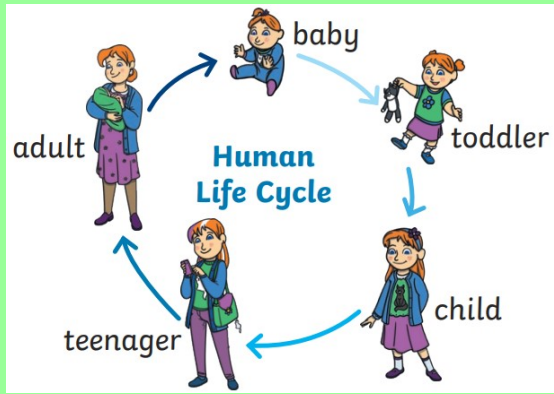 baby
toddler
child
teenager
adult
Human
Life Cycle